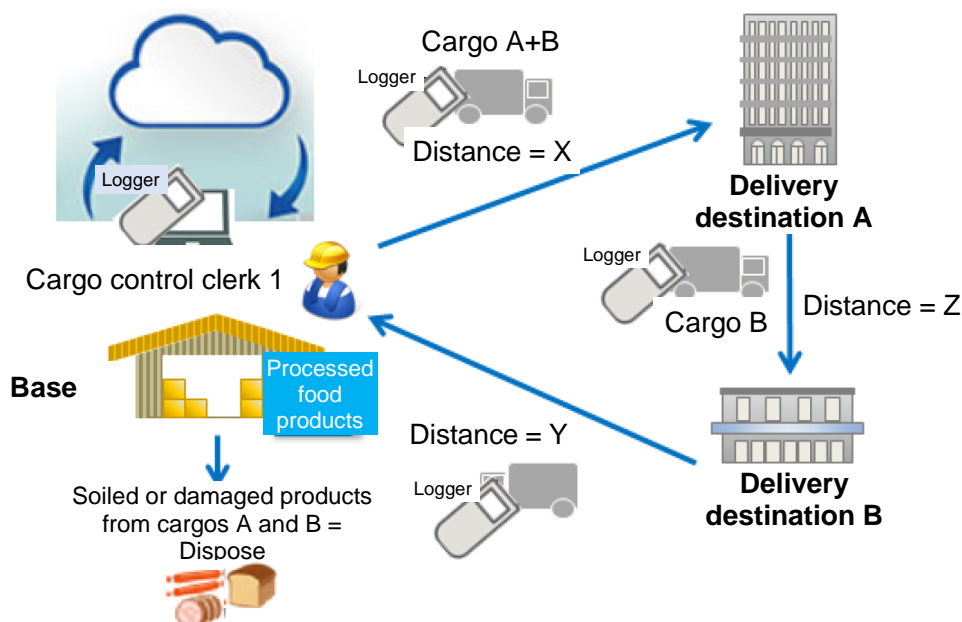 Cargo A+B
Logger
Distance = X
Logger
Cargo control clerk 1
Delivery
destination A
Logger
Cargo B
Distance = Z
Base
Processed
food
products
Distance = Y
Logger
Delivery
destination B
Soiled or damaged products
from cargos A and B =
Dispose